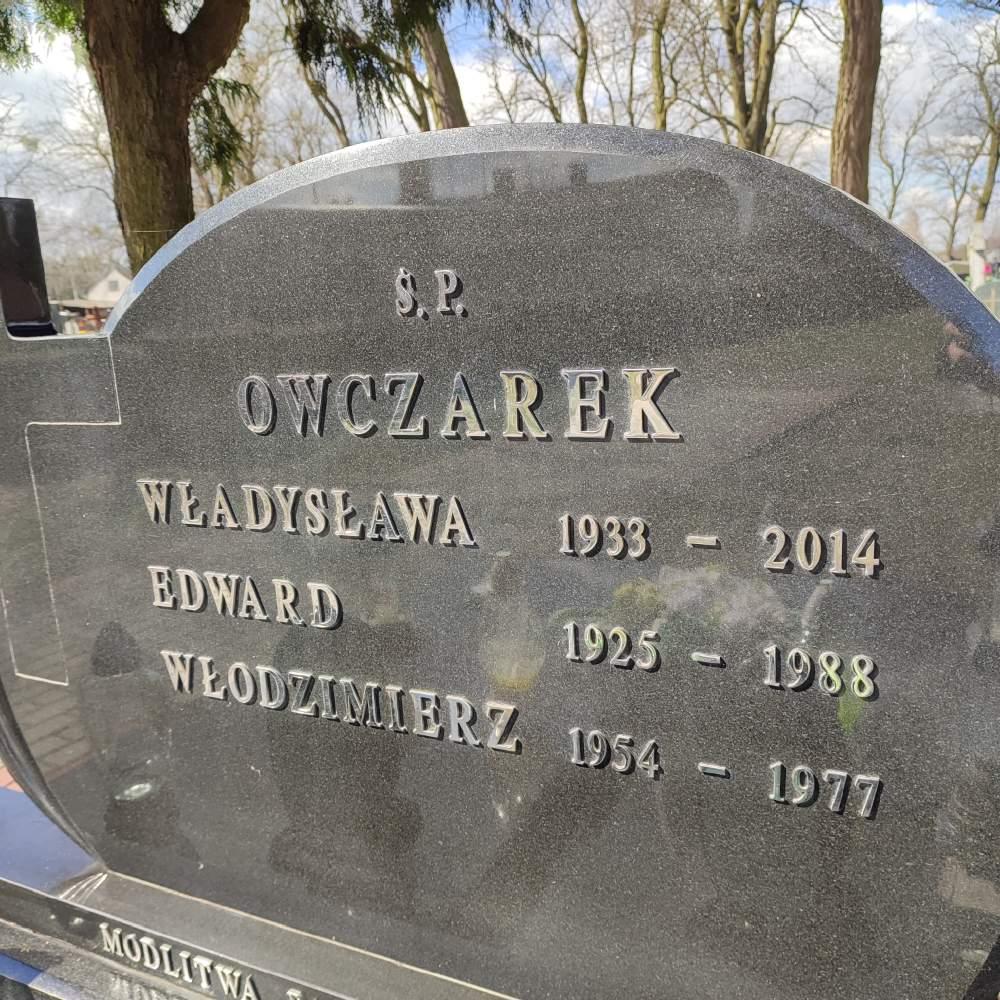 Ś.P.
OWCZAREK
WŁADYSŁAWA 1933 - 2014
EDWARD 1925 - 1988
WŁODZIMIERZ 1954 - 1977
MODLITWA